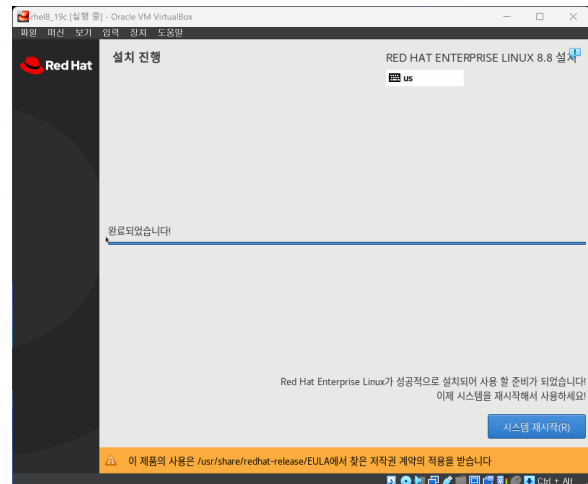 rhel8_19c [실행 중] - Oracle VM VirtualBox
파일 머신 보기 입력 장치 도움말
Red Hat
설치 진행
RED HAT ENTERPRISE LINUX 8.8 설치
us
완료되었습니다!
Red Hat Enterprise Linux가 성공적으로 설치되어 사용 할 준비가 되었습니다!
이제 시스템을 재시작해서 사용하세요!
시스템 재시작(R)
이 제품의 사용은 /usr/share/redhat-release/EULA에서 찾은 저작권 계약의 적용을 받습니다
Ctrl + Alt